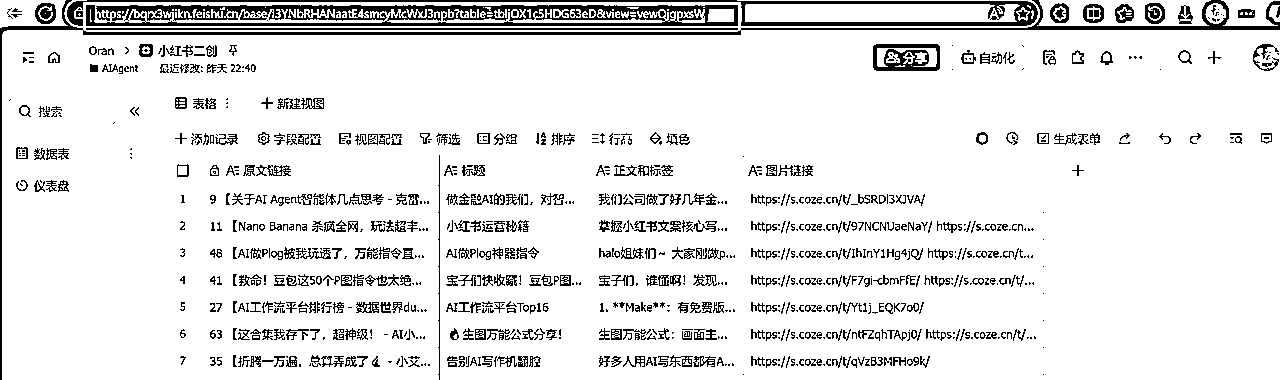 https://bqrx3wjikn.feishu.cn/base/i3YNbRHANaatE4smcyMcWxJ3npb?table=tbljOX1c5HDG63eD&view=vewQjgpxsW
Oran > 小红书二创
AIAgent 最近修改: 昨天 22:40
分享 自动化
搜索
数据表
仪表盘
表格 新建视图
添加记录 字段配置 视图配置 筛选 分组 排序 行高 填色 生成表单
原文链接 标题 正文和标签 图片链接
1 9 【关于AI Agent智能体几点思考 - 克雷... 做金融AI的我们，对智... 我们公司做了好几年金... https://s.coze.cn/t/_bSRDl3XJVA/
2 11 【Nano Banana 杀疯全网，玩法超丰... 小红书运营秘籍 掌握小红书文案核心写... https://s.coze.cn/t/97NCNUaeNaY/ https://s.coze.cn...
3 48 【AI做Plog被我玩透了，万能指令直... AI做Plog神器指令 halo姐妹们~ 大家刚做p... https://s.coze.cn/t/IhInY1Hg4jQ/ https://s.coze.cn/...
4 41 【救命！豆包这50个P图指令也太绝... 宝子们快收藏！豆包P图... 宝子们，谁懂啊！发现... https://s.coze.cn/t/F7gi-cbmFfE/ https://s.coze.cn/t/...
5 27 【AI工作流平台排行榜 - 数据世界du... AI工作流平台Top16 1. **Make**：有免费版... https://s.coze.cn/t/Yt1j_EQK7o0/
6 63 【这合集我存下了，超神级！ - AI小... 🔥生图万能公式分享！ 生图万能公式：画面主... https://s.coze.cn/t/ntFZqhTApj0/ https://s.coze.cn/t/...
7 35 【折腾一万遍，总算弄成了 - 小艾... 告别AI写作机翻腔 好多人用AI写东西都有A... https://s.coze.cn/t/qVzB3MFHo9k/